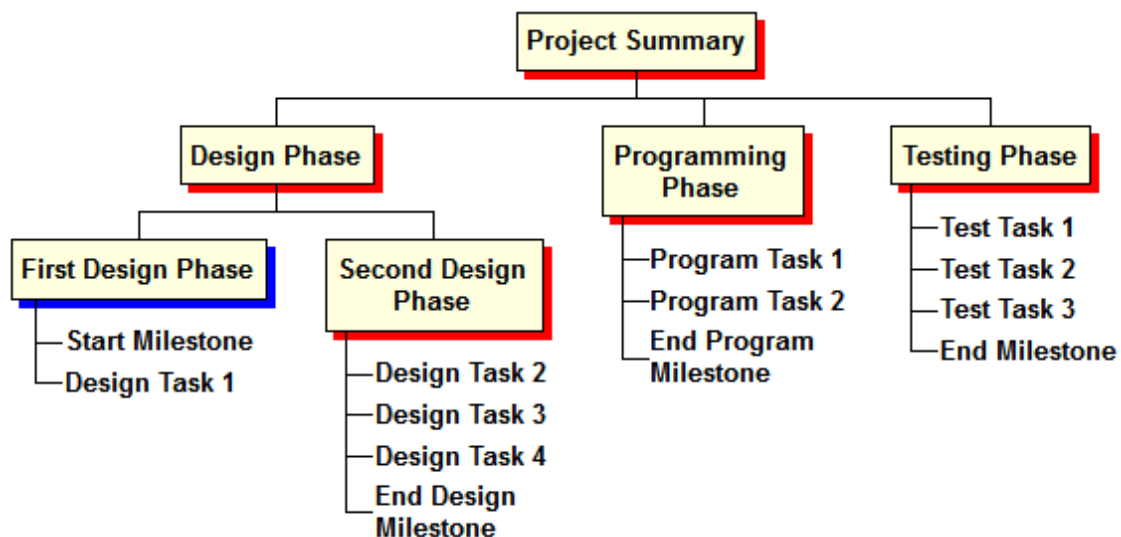 Project Summary
Design Phase
Programming
Phase
Testing Phase
First Design Phase
Second Design
Phase
Start Milestone
Design Task 1
Design Task 2
Design Task 3
Design Task 4
End Design
Milestone
Program Task 1
Program Task 2
End Program
Milestone
Test Task 1
Test Task 2
Test Task 3
End Milestone